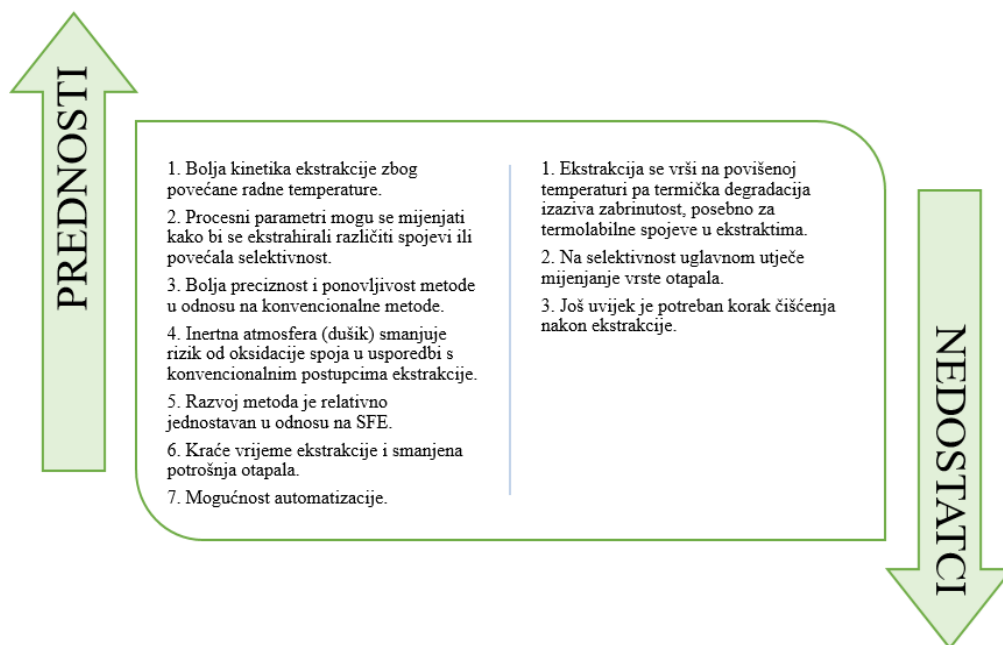 PREDNOSTI
1. Bolja kinetika ekstrakcije zbog
povećane radne temperature.
2. Procesni parametri mogu se mijenjati
kako bi se ekstrahirali različiti spojevi ili
povećala selektivnost.
3. Bolja preciznost i ponovljivost metode
u odnosu na konvencionalne metode.
4. Inertna atmosfera (dušik) smanjuje
rizik od oksidacije spoja u usporedbi s
konvencionalnim postupcima ekstrakcije.
5. Razvoj metoda je relativno
jednostavan u odnosu na SFE.
6. Kraće vrijeme ekstrakcije i smanjena
potrošnja otapala.
7. Mogućnost automatizacije.
1. Ekstrakcija se vrši na povišenoj
temperaturi pa termička degradacija
izaziva zabrinutost, posebno za
termolabilne spojeve u ekstraktima.
2. Na selektivnost uglavnom utječe
mijenjanje vrste otapala.
3. Još uvijek je potreban korak čišćenja
nakon ekstrakcije.
NEDOSTATCI